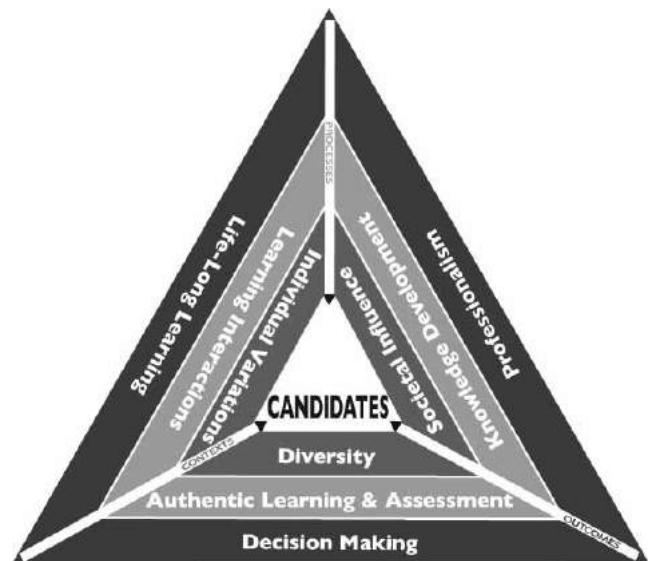 PROCESSES
Life-Long Learning
Learning Interactions
Individual Variations
Societal Influence
Knowledge Development
Professionalism
CANDIDATES
CONTEXTS
Diversity
Authentic Learning & Assessment
OUTCOMES
Decision Making